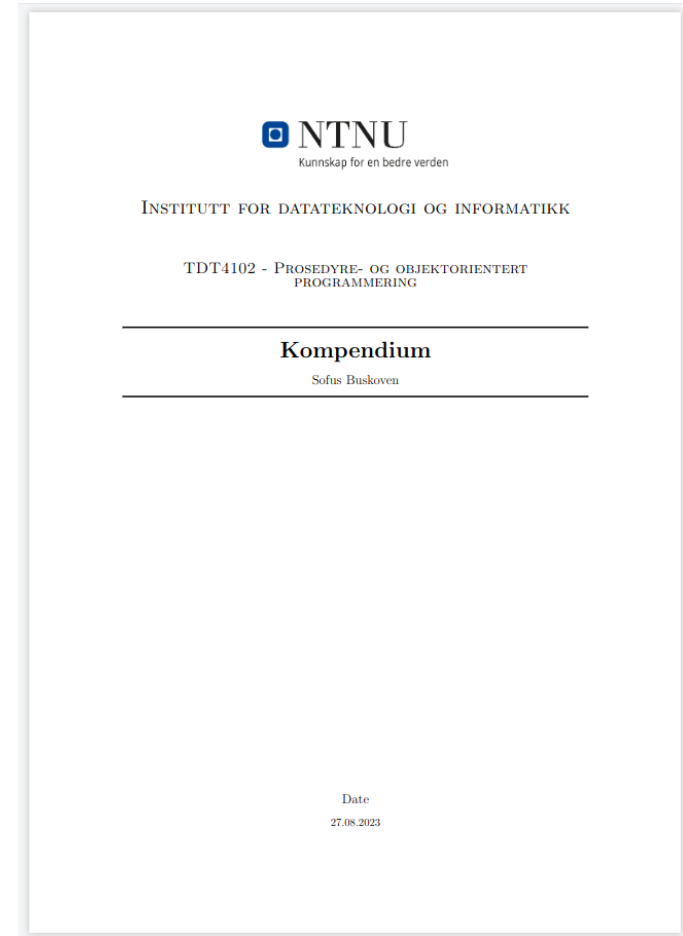 NTNU
Kunnskap for en bedre verden
Institutt for datateknologi og informatikk
TDT4102 - Prosedyre- og objektorientert
programmering
Kompendium
Sofus Buskoven
Date
27.08.2023